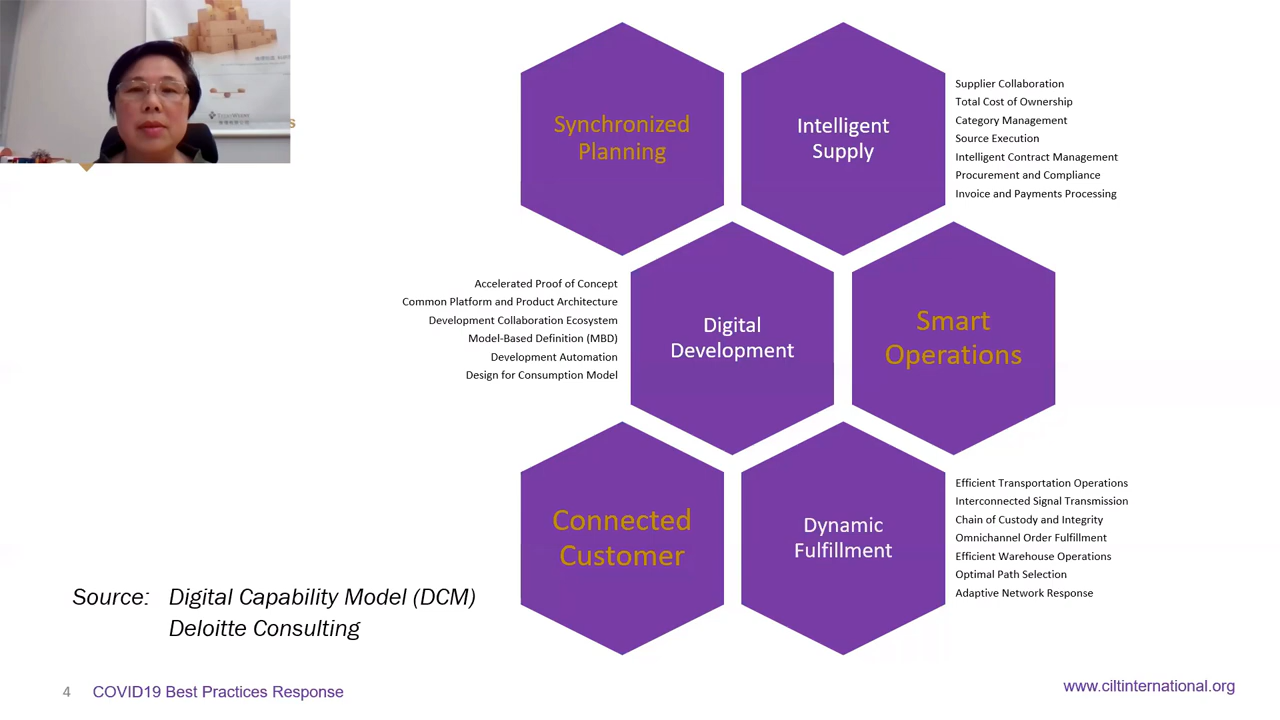 s
Synchronized
Planning
Intelligent
Supply
Supplier Collaboration
Total Cost of Ownership
Category Management
Source Execution
Intelligent Contract Management
Procurement and Compliance
Invoice and Payments Processing
Accelerated Proof of Concept
Common Platform and Product Architecture
Development Collaboration Ecosystem
Model-Based Definition (MBD)
Development Automation
Design for Consumption Model
Digital
Development
Smart
Operations
Connected
Customer
Dynamic
Fulfillment
Efficient Transportation Operations
Interconnected Signal Transmission
Chain of Custody and Integrity
Omnichannel Order Fulfillment
Efficient Warehouse Operations
Optimal Path Selection
Adaptive Network Response
Source: Digital Capability Model (DCM)
Deloitte Consulting
4 COVID19 Best Practices Response
www.ciltinternational.org